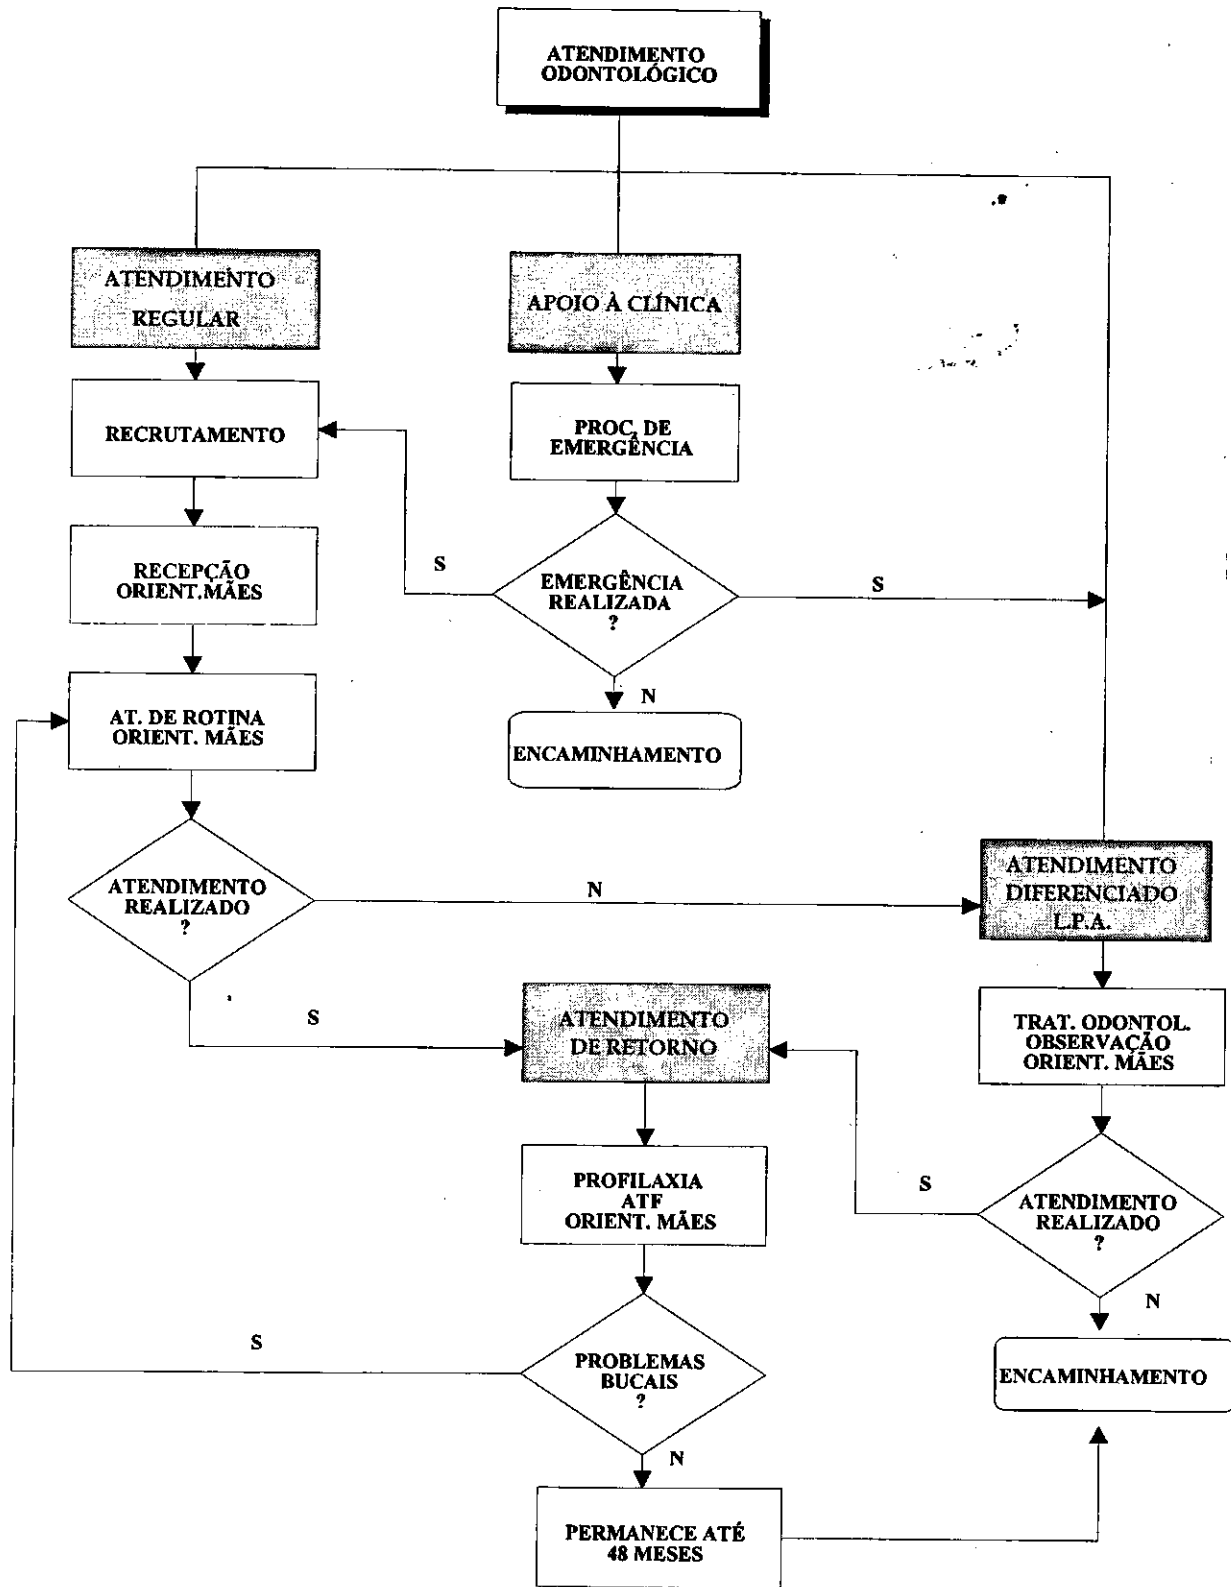 ATENDIMENTO
ODONTOLÓGICO
ATENDIMENTO
REGULAR
APOIO À CLÍNICA
RECRUTAMENTO
PROC. DE
EMERGÊNCIA
RECEPÇÃO
ORIENT.MÃES
S
EMERGÊNCIA
REALIZADA
?
S
N
AT. DE ROTINA
ORIENT. MÃES
ENCAMINHAMENTO
ATENDIMENTO
REALIZADO
?
N
ATENDIMENTO
DIFERENCIADO
L.P.A.
S
ATENDIMENTO
DE RETORNO
TRAT. ODONTOL.
OBSERVAÇÃO
ORIENT. MÃES
PROFILAXIA
ATF
ORIENT. MÃES
S
ATENDIMENTO
REALIZADO
?
N
S
PROBLEMAS
BUCAIS
?
N
ENCAMINHAMENTO
PERMANECE ATÉ
48 MESES